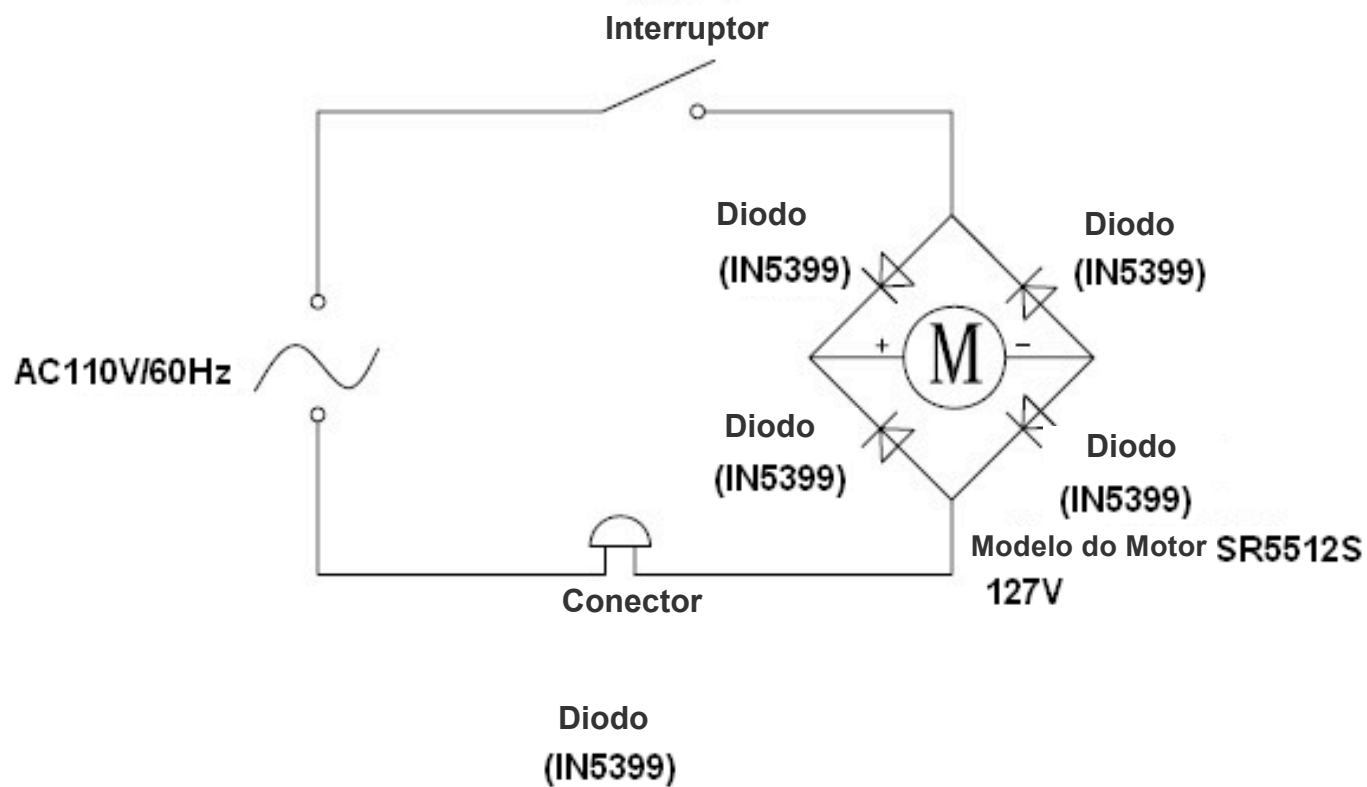 Interruptor
Diodo
(IN5399)
Diodo
(IN5399)
AC110V/60Hz
+
M
−
Diodo
(IN5399)
Diodo
(IN5399)
Modelo do Motor SR5512S
127V
Conector
Diodo
(IN5399)